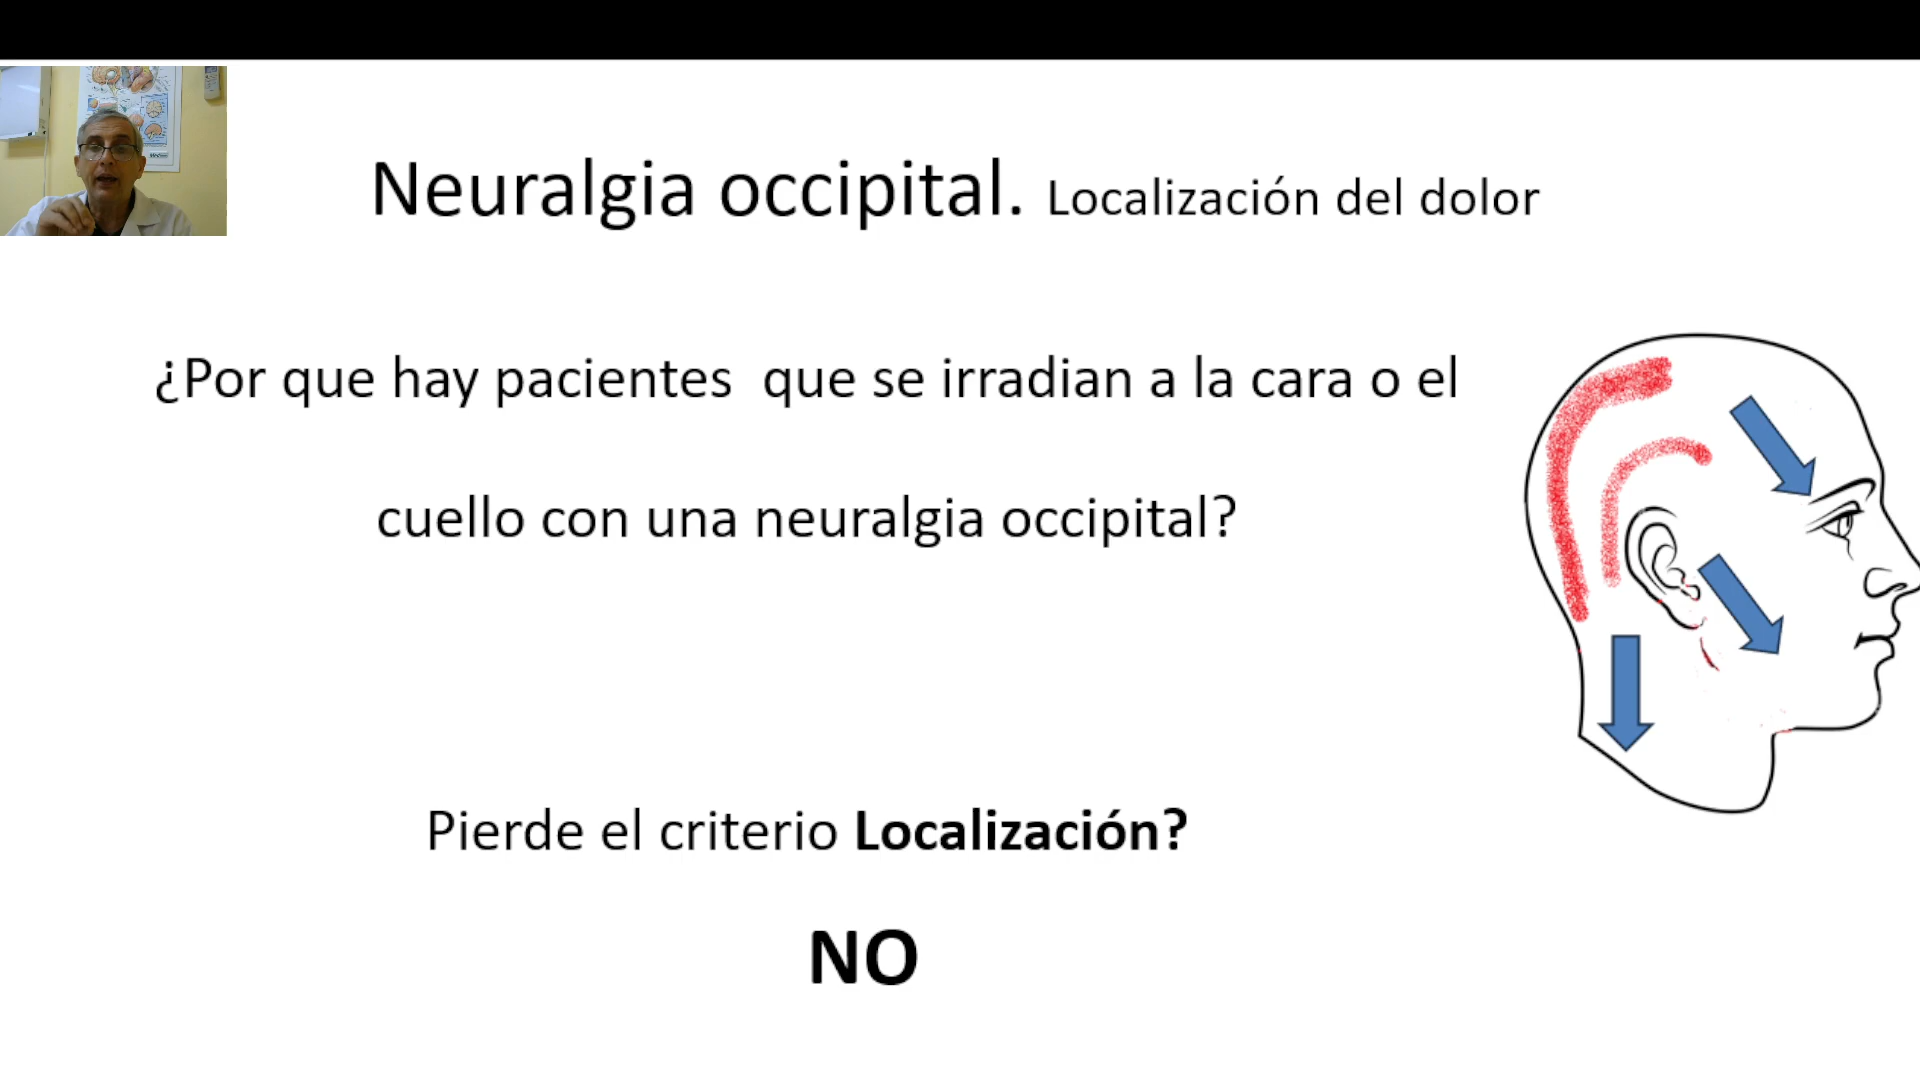 Neuralgia occipital. Localización del dolor
¿Por que hay pacientes que se irradian a la cara o el
cuello con una neuralgia occipital?
Pierde el criterio Localización?
NO